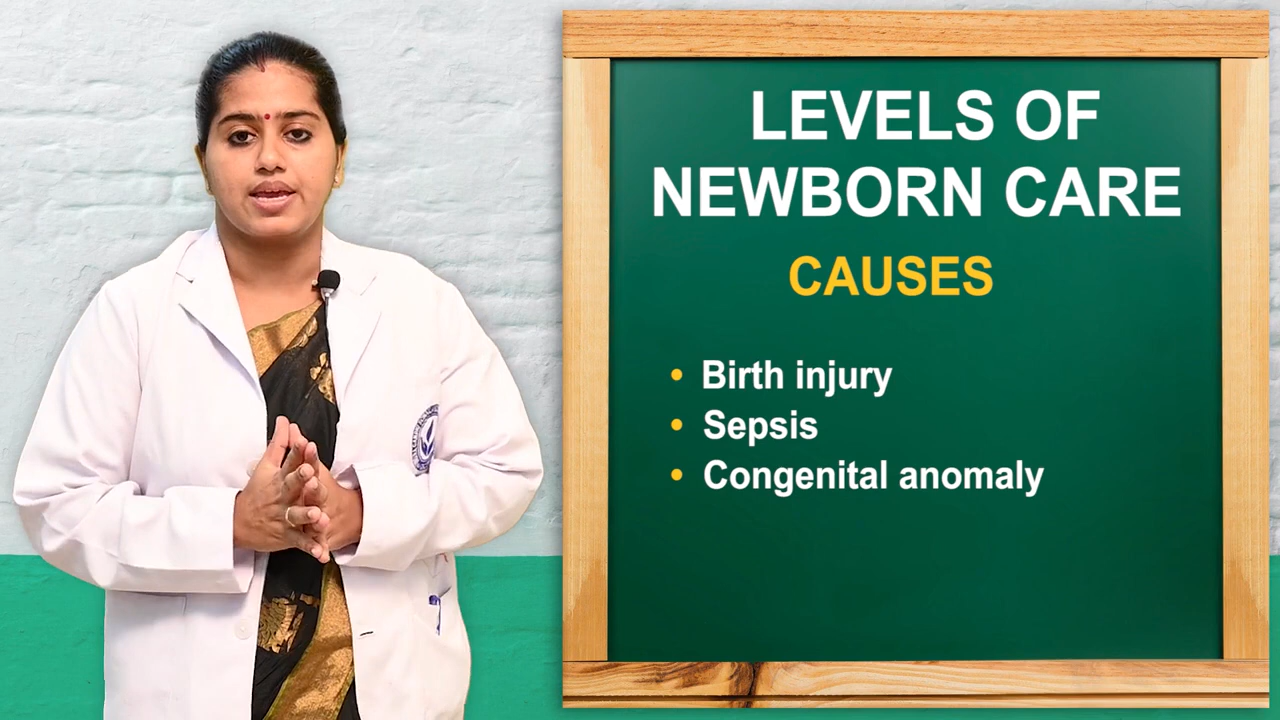 LEVELS OF
NEWBORN CARE
CAUSES
• Birth injury
• Sepsis
• Congenital anomaly